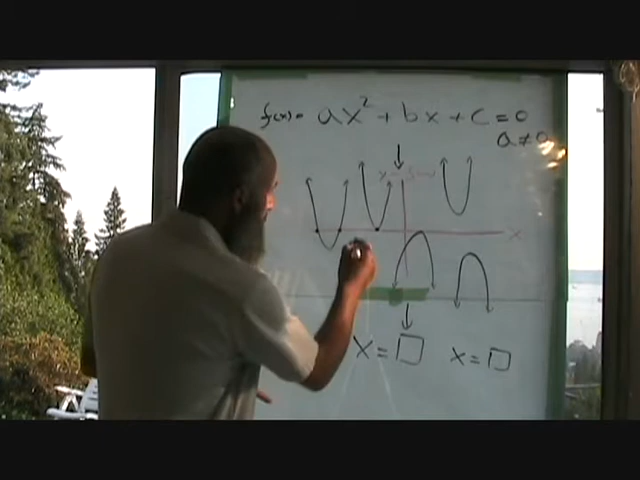 f(x) = ax² + bx + c = 0
a ≠ 0
x
x = □ x = □